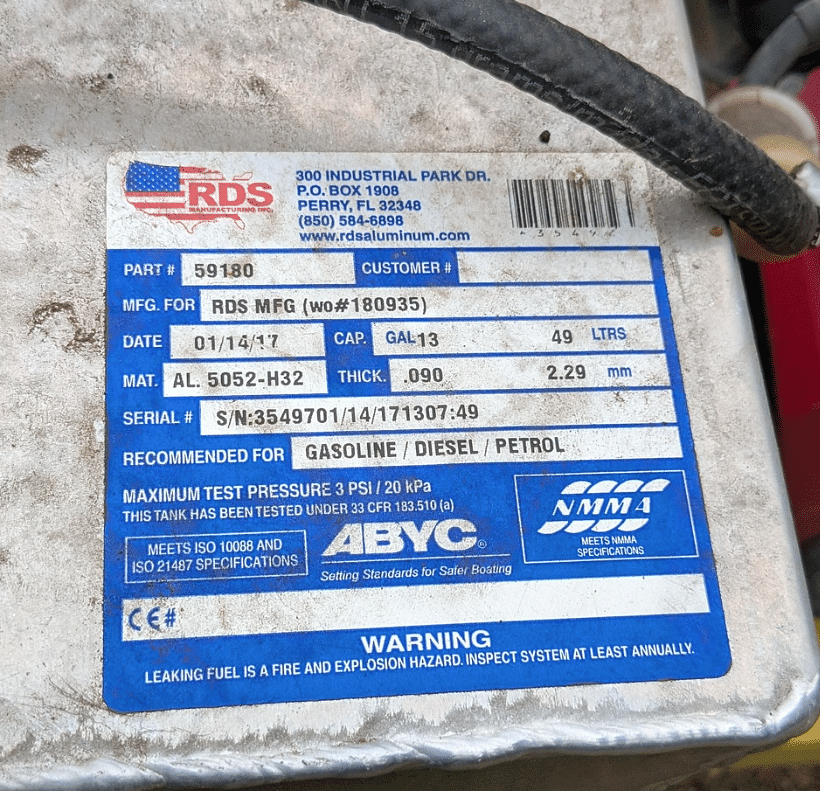 RDS
MANUFACTURING INC.
300 INDUSTRIAL PARK DR.
P.O. BOX 1908
PERRY, FL 32348
(850) 584-6898
www.rdsaluminum.com
PART # 59180 CUSTOMER #
MFG. FOR RDS MFG (wo#180935)
DATE 01/14/17 CAP. GAL 13 49 LTRS
MAT. AL. 5052-H32 THICK. .090 2.29 mm
SERIAL # S/N:3549701/14/171307:49
RECOMMENDED FOR GASOLINE / DIESEL / PETROL
MAXIMUM TEST PRESSURE 3 PSI / 20 kPa
THIS TANK HAS BEEN TESTED UNDER 33 CFR 183.510 (a)
MEETS ISO 10088 AND
ISO 21487 SPECIFICATIONS
ABYC®
Setting Standards for Safer Boating
NMMA
MEETS NMMA
SPECIFICATIONS
CE#
WARNING
LEAKING FUEL IS A FIRE AND EXPLOSION HAZARD. INSPECT SYSTEM AT LEAST ANNUALLY.